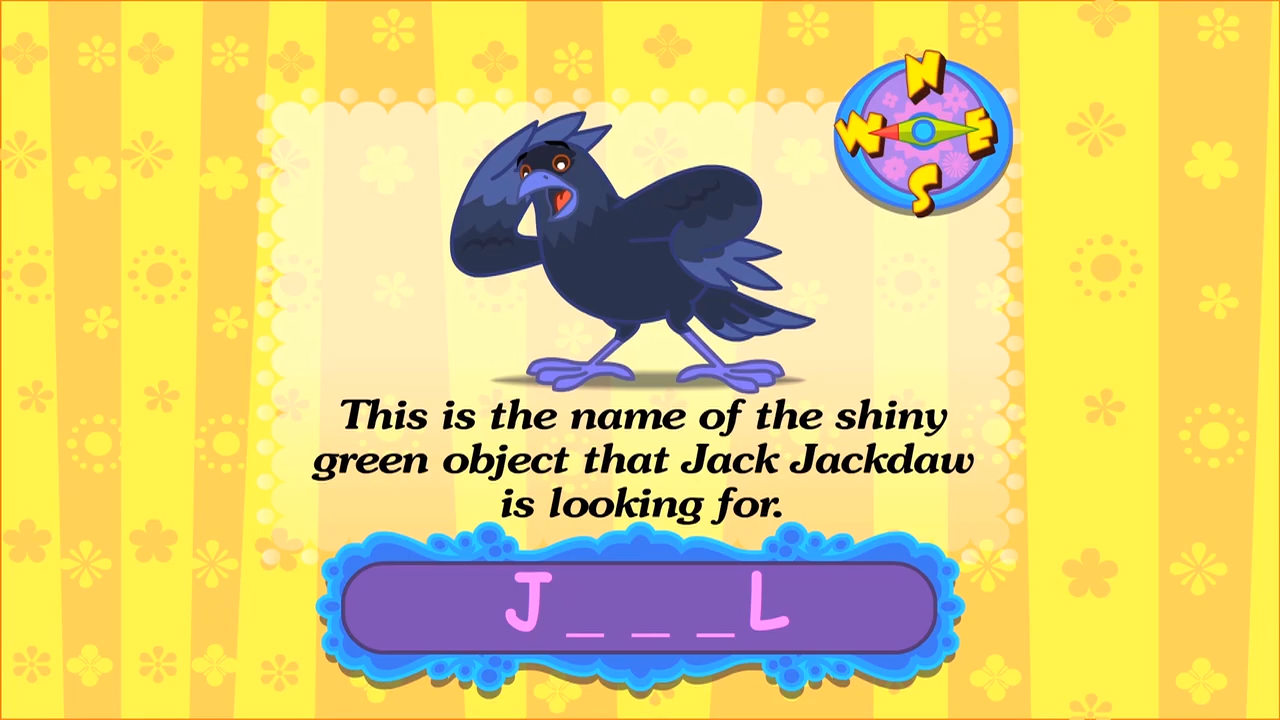 N
W E
S
This is the name of the shiny
green object that Jack Jackdaw
is looking for.
J _ _ _ L